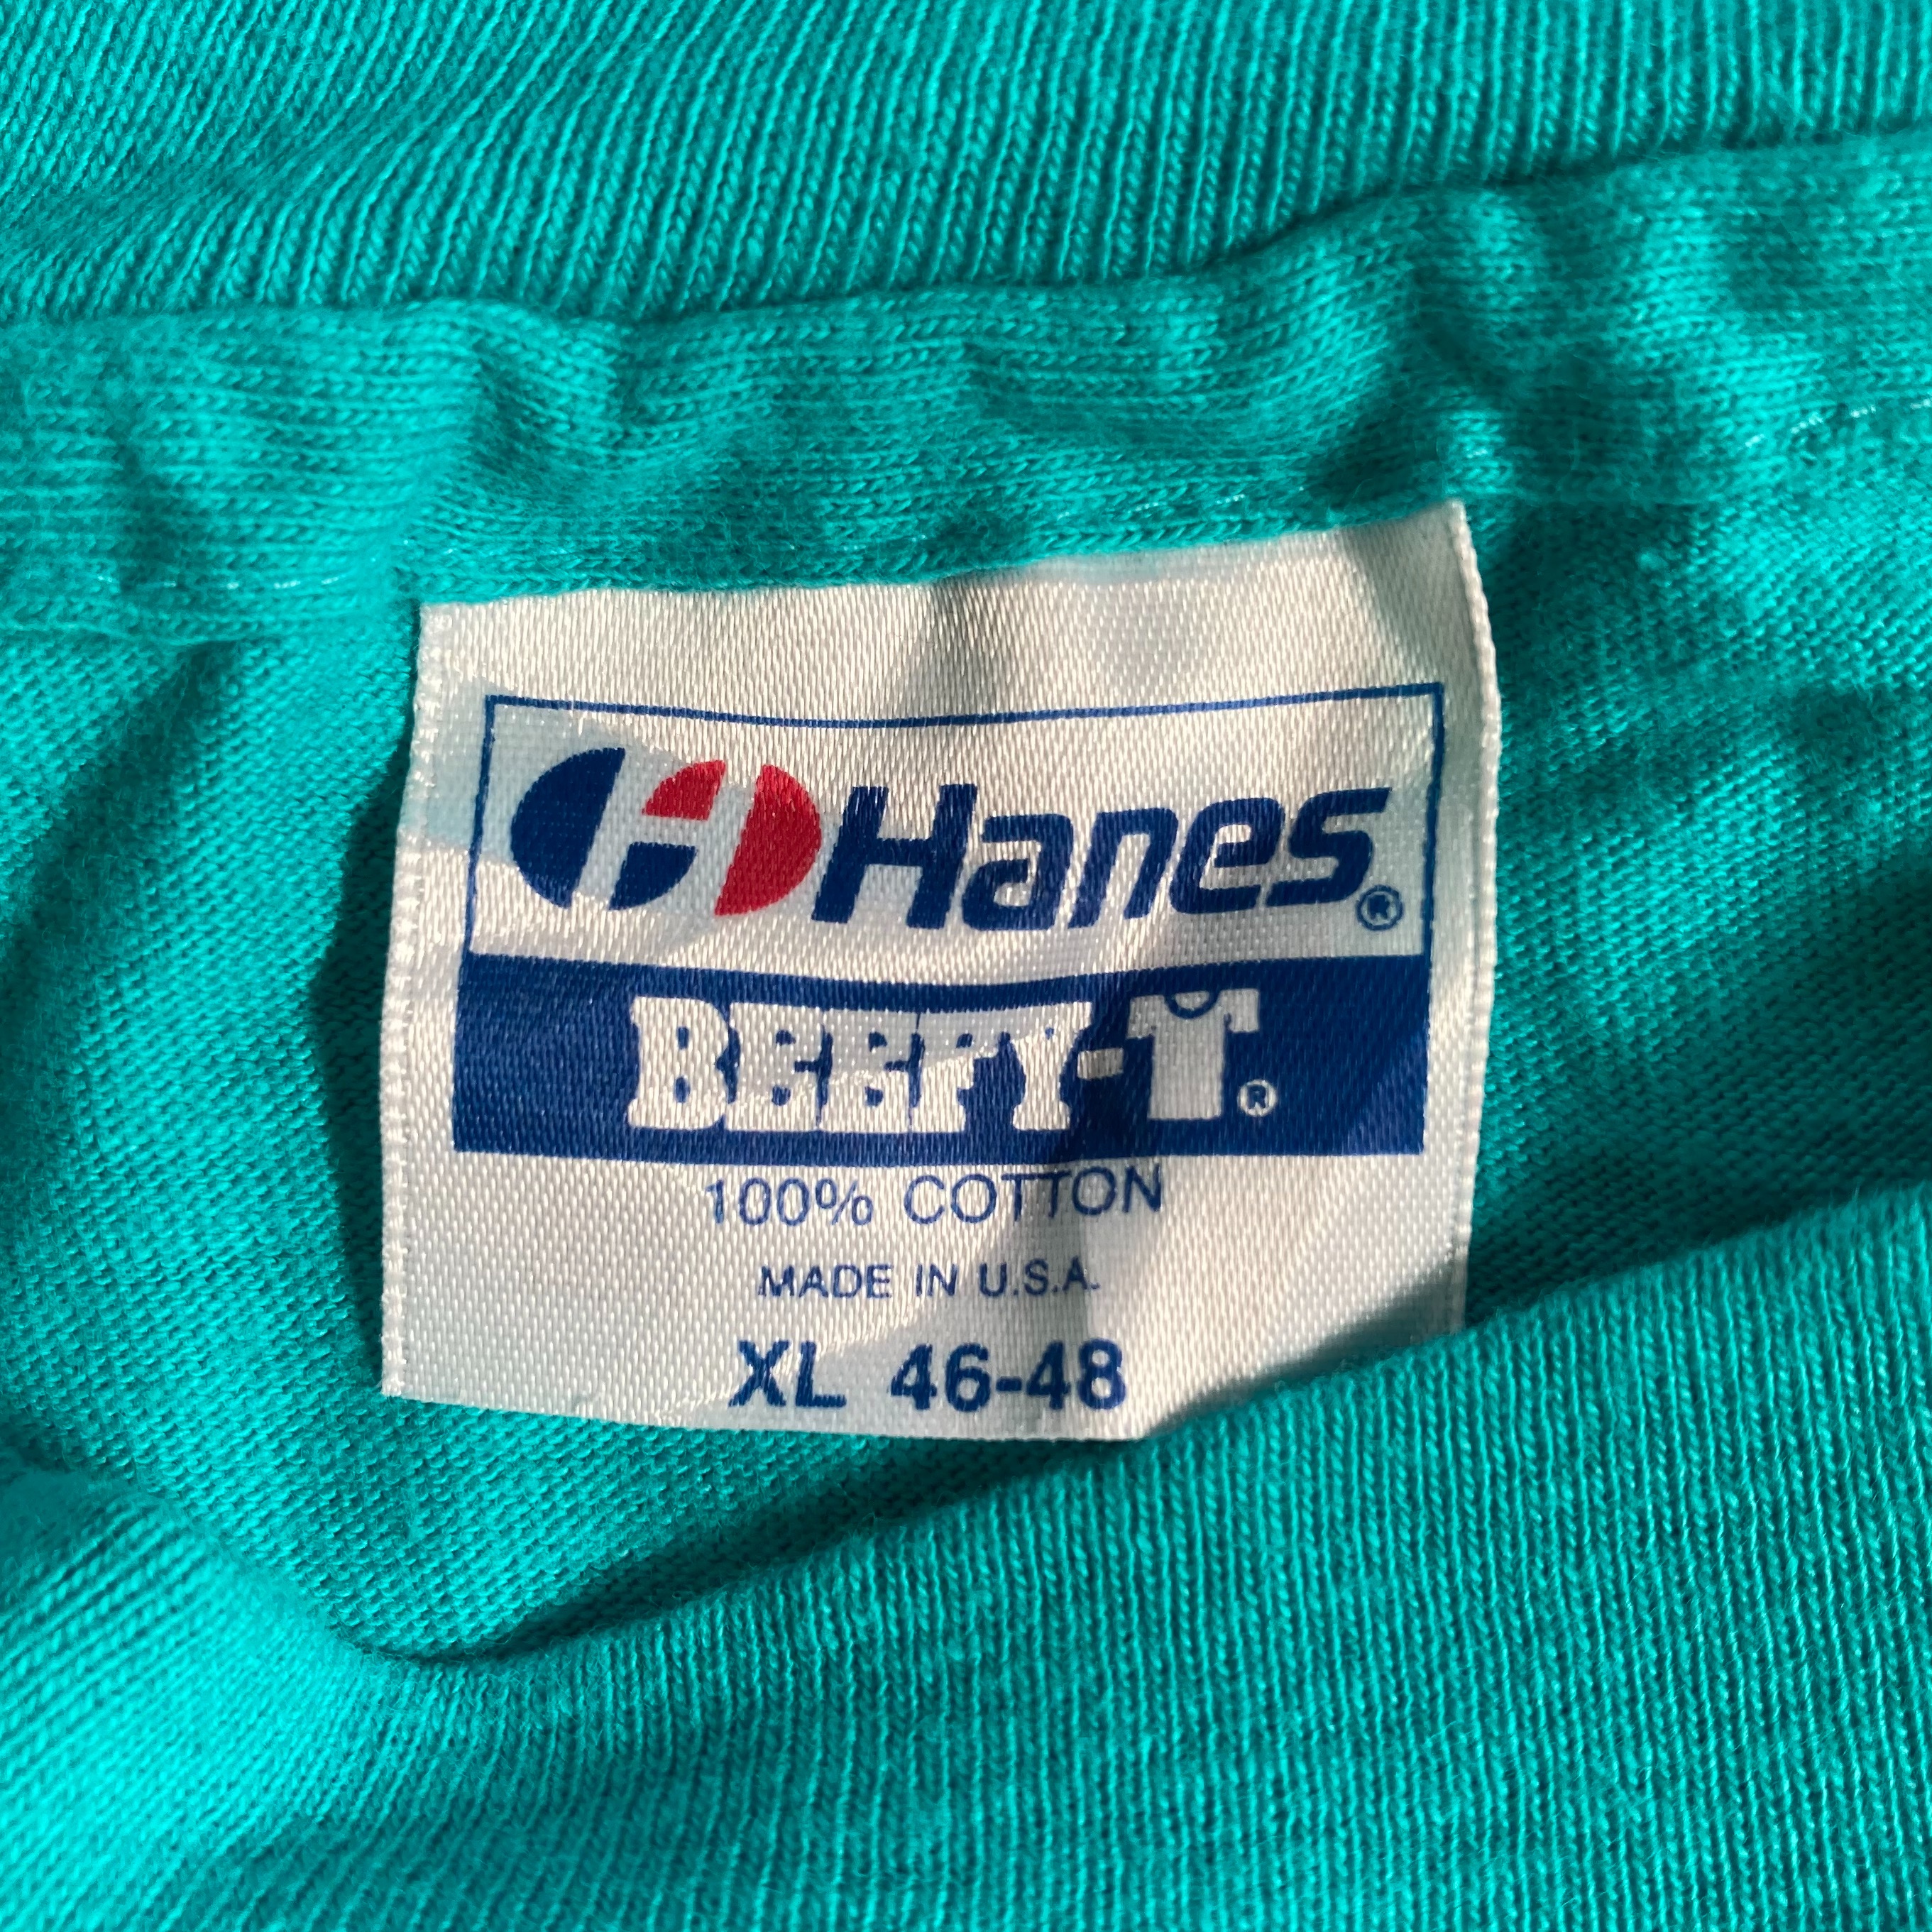 Hanes®
BEEFY-T®
100% COTTON
MADE IN U.S.A.
XL 46-48